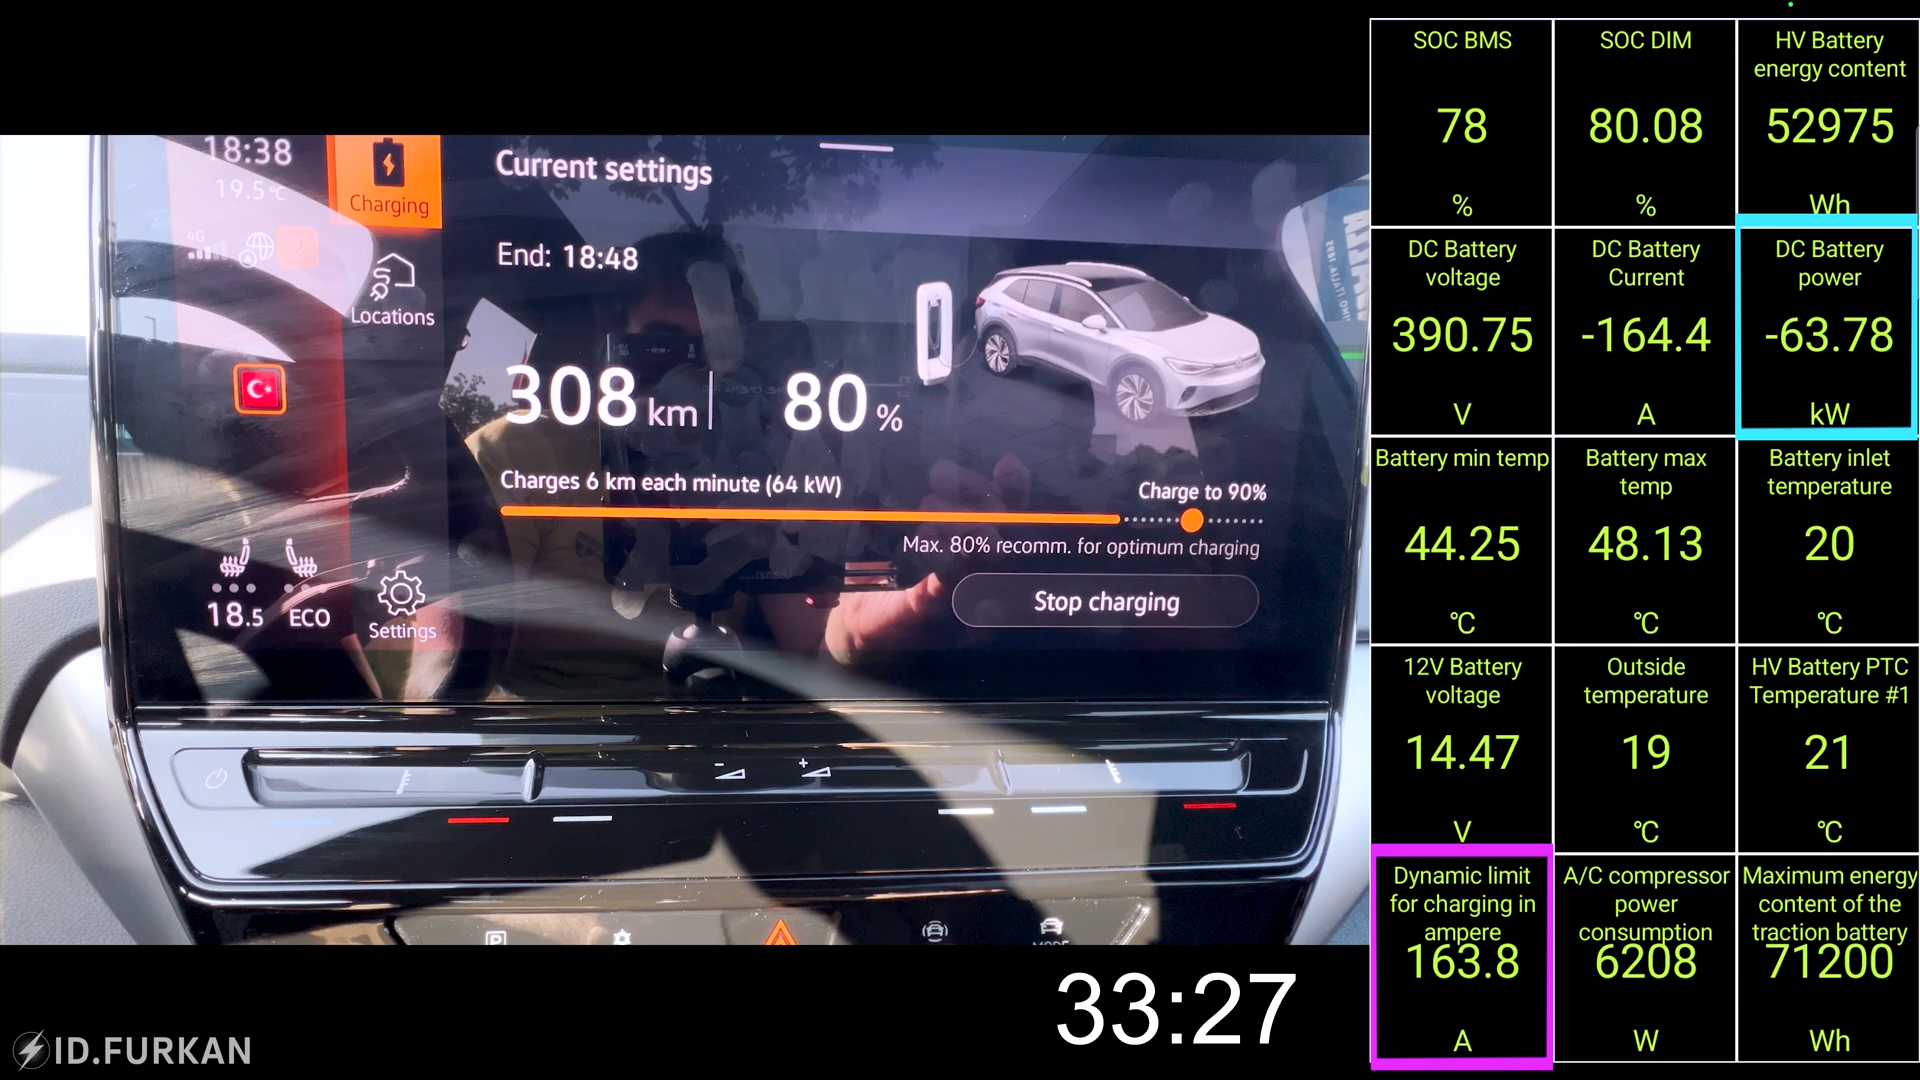 18:38
19.5°C
4G
Charging
Locations
18.5 ECO
Settings
Current settings
End: 18:48
308 km 80 %
Charges 6 km each minute (64 kW)
Charge to 90%
Max. 80% recomm. for optimum charging
Stop charging
33:27
ID.FURKAN
SOC BMS
78
%
SOC DIM
80.08
%
HV Battery
energy content
52975
Wh
DC Battery
voltage
390.75
V
DC Battery
Current
-164.4
A
DC Battery
power
-63.78
kW
Battery min temp
44.25
°C
Battery max
temp
48.13
°C
Battery inlet
temperature
20
°C
12V Battery
voltage
14.47
V
Outside
temperature
19
°C
HV Battery PTC
Temperature #1
21
°C
Dynamic limit
for charging in
ampere
163.8
A
A/C compressor
power
consumption
6208
W
Maximum energy
content of the
traction battery
71200
Wh